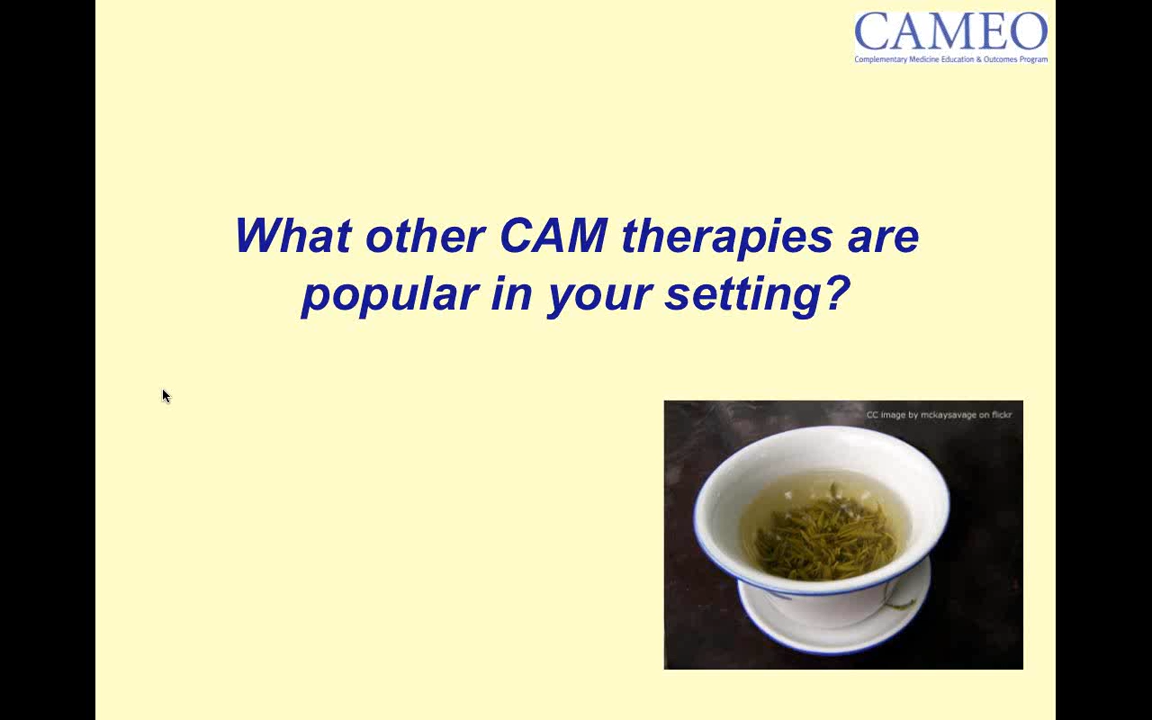 CAMEO
Complementary Medicine Education & Outcomes Program
What other CAM therapies are
popular in your setting?
CC image by mckaysavage on flickr